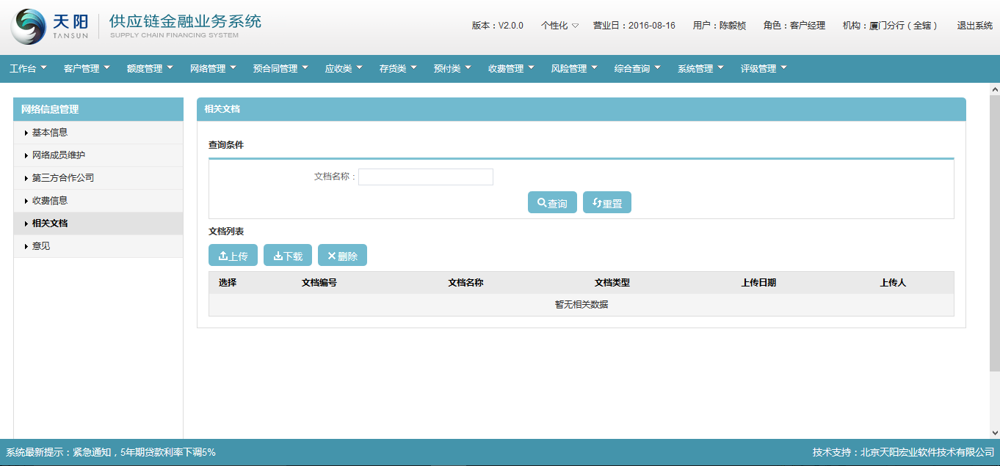 天阳
TANSUN
供应链金融业务系统
SUPPLY CHAIN FINANCING SYSTEM
版本：V2.0.0 个性化 营业日：2016-08-16 用户：陈毅桢 角色：客户经理 机构：厦门分行（全辖） 退出系统
工作台 客户管理 额度管理 网络管理 预合同管理 应收类 存货类 预付类 收费管理 风险管理 综合查询 系统管理 评级管理
网络信息管理
基本信息
网络成员维护
第三方合作公司
收费信息
相关文档
意见
相关文档
查询条件
文档名称：
查询 重置
文档列表
上传 下载 删除
选择 文档编号 文档名称 文档类型 上传日期 上传人
暂无相关数据
系统最新提示：紧急通知，5年期贷款利率下调5% 技术支持：北京天阳宏业软件技术有限公司